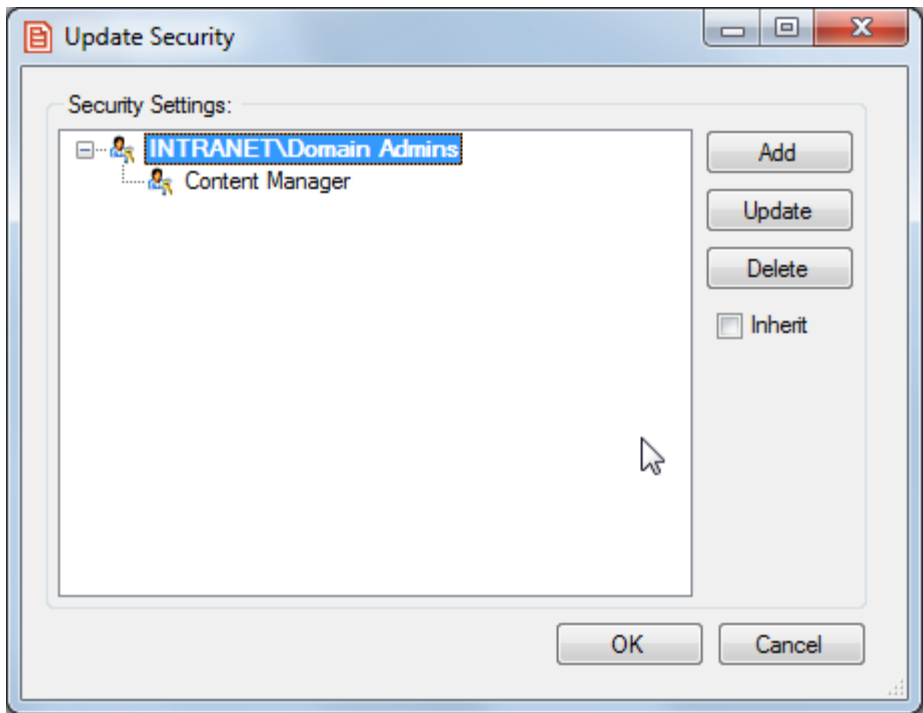 Update Security
Security Settings:
INTRANET\Domain Admins
Content Manager
Add
Update
Delete
Inherit
OK
Cancel